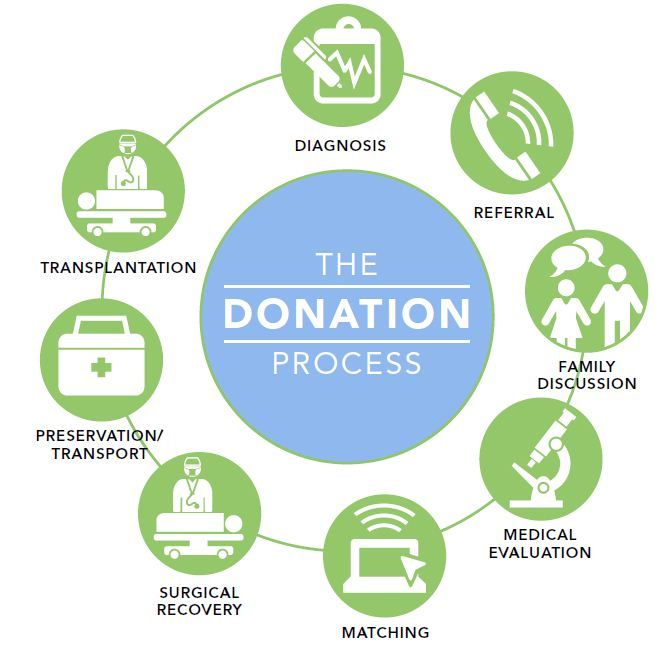 THE
DONATION
PROCESS
DIAGNOSIS
REFERRAL
FAMILY
DISCUSSION
MEDICAL
EVALUATION
MATCHING
SURGICAL
RECOVERY
PRESERVATION/
TRANSPORT
TRANSPLANTATION